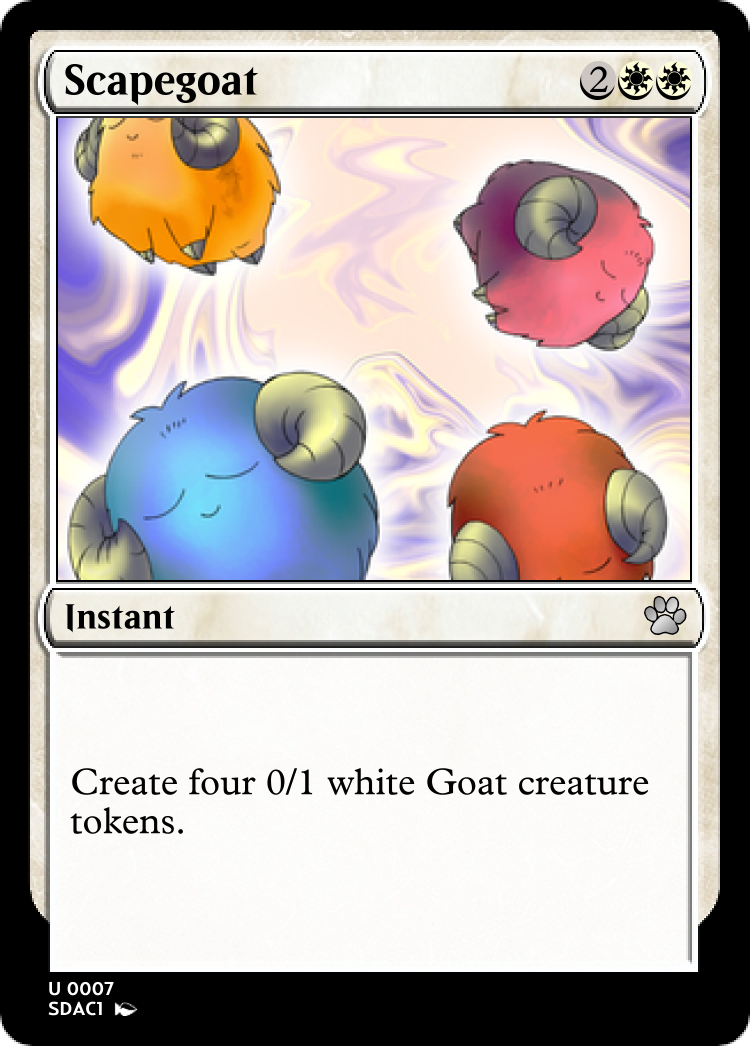 Scapegoat 2
Instant
Create four 0/1 white Goat creature
tokens.
U 0007
SDAC1